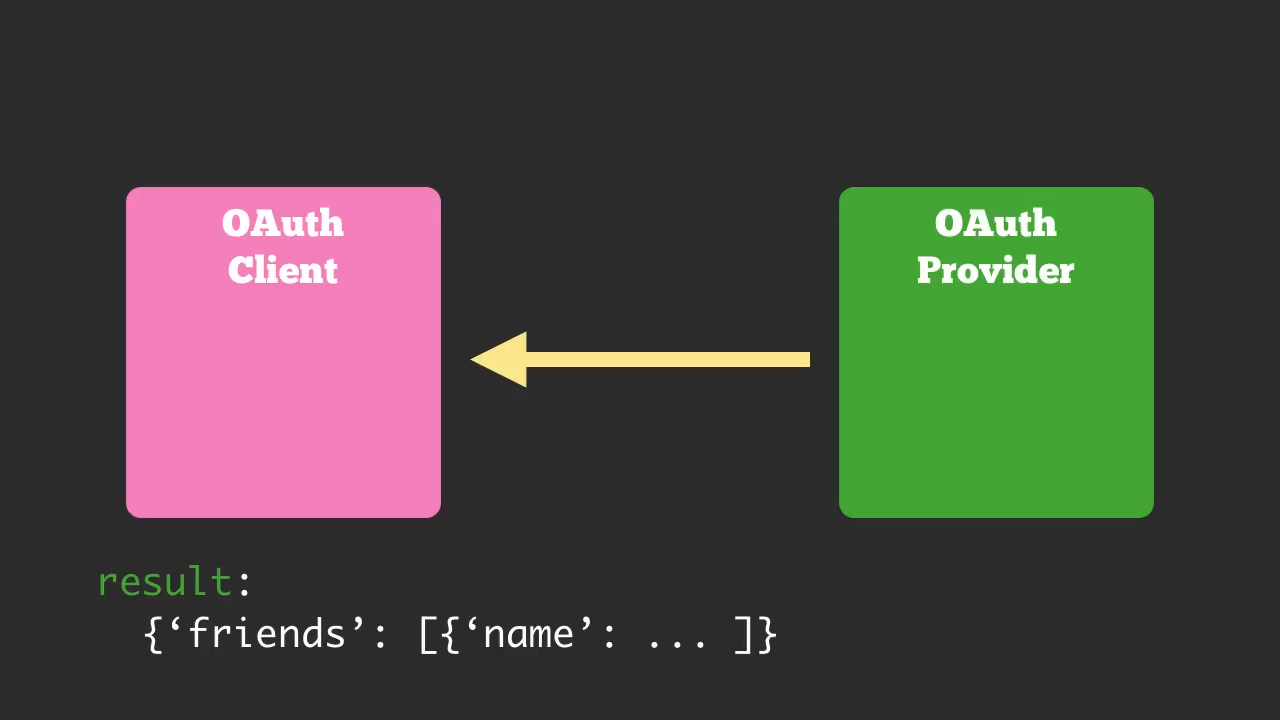 OAuth
Client
OAuth
Provider
result:
{‘friends’: [{‘name’: ... ]}